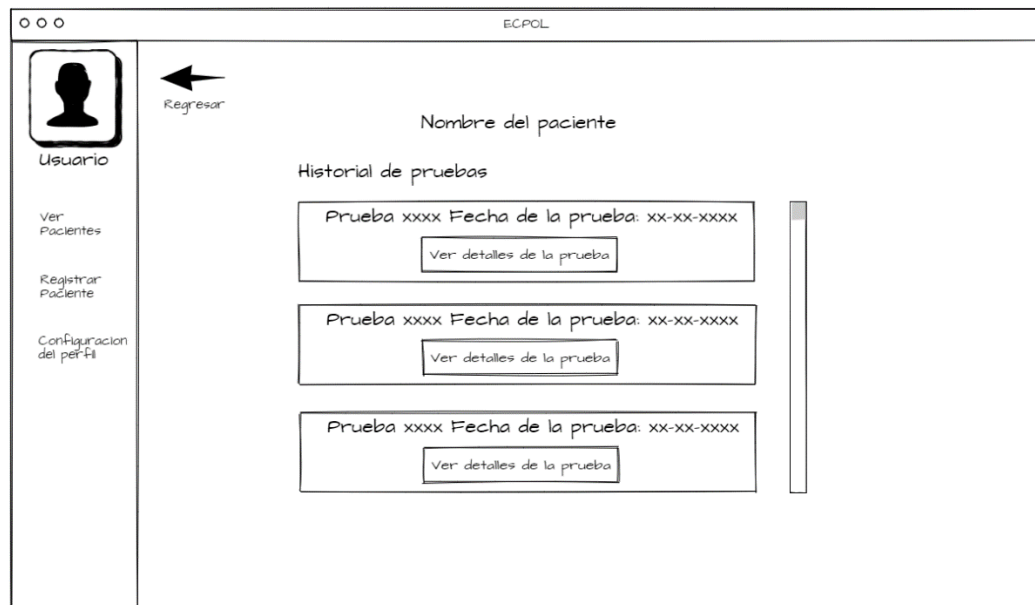 ECPOL
Usuario
Ver
Pacientes
Registrar
Paciente
Configuracion
del perfil
Regresar
Nombre del paciente
Historial de pruebas
Prueba xxxx Fecha de la prueba: xx-xx-xxxx
Ver detalles de la prueba
Prueba xxxx Fecha de la prueba: xx-xx-xxxx
Ver detalles de la prueba
Prueba xxxx Fecha de la prueba: xx-xx-xxxx
Ver detalles de la prueba